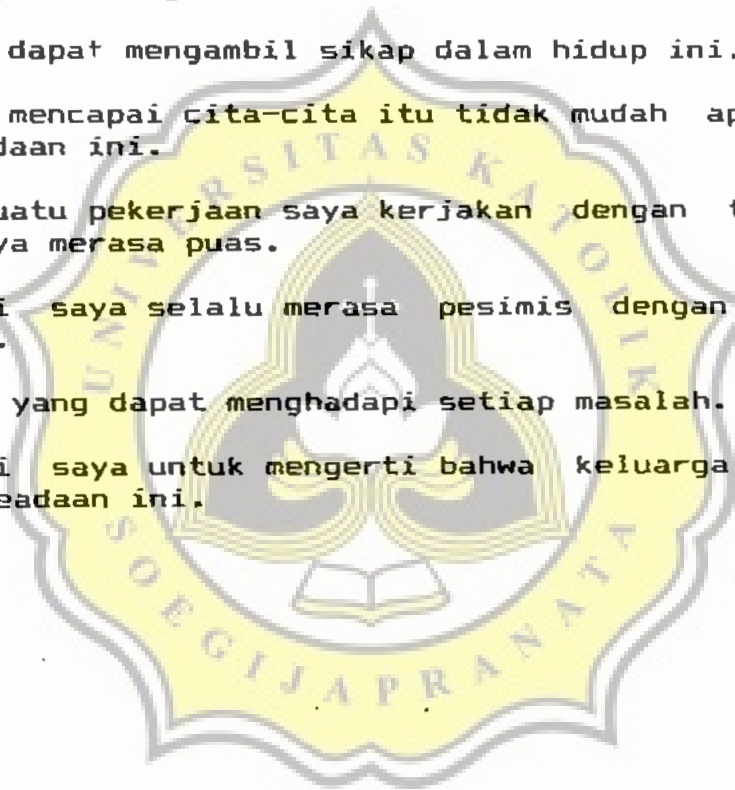 dapat mengambil sikap dalam hidup ini.
mencapai cita-cita itu tidak mudah ap
daan ini.
uatu pekerjaan saya kerjakan dengan t
ya merasa puas.
i saya selalu merasa pesimis dengan
.
yang dapat menghadapi setiap masalah.
i saya untuk mengerti bahwa keluarga
eadaan ini.
UNIVERSITAS KATOLIK
SOEGIJAPRANATA